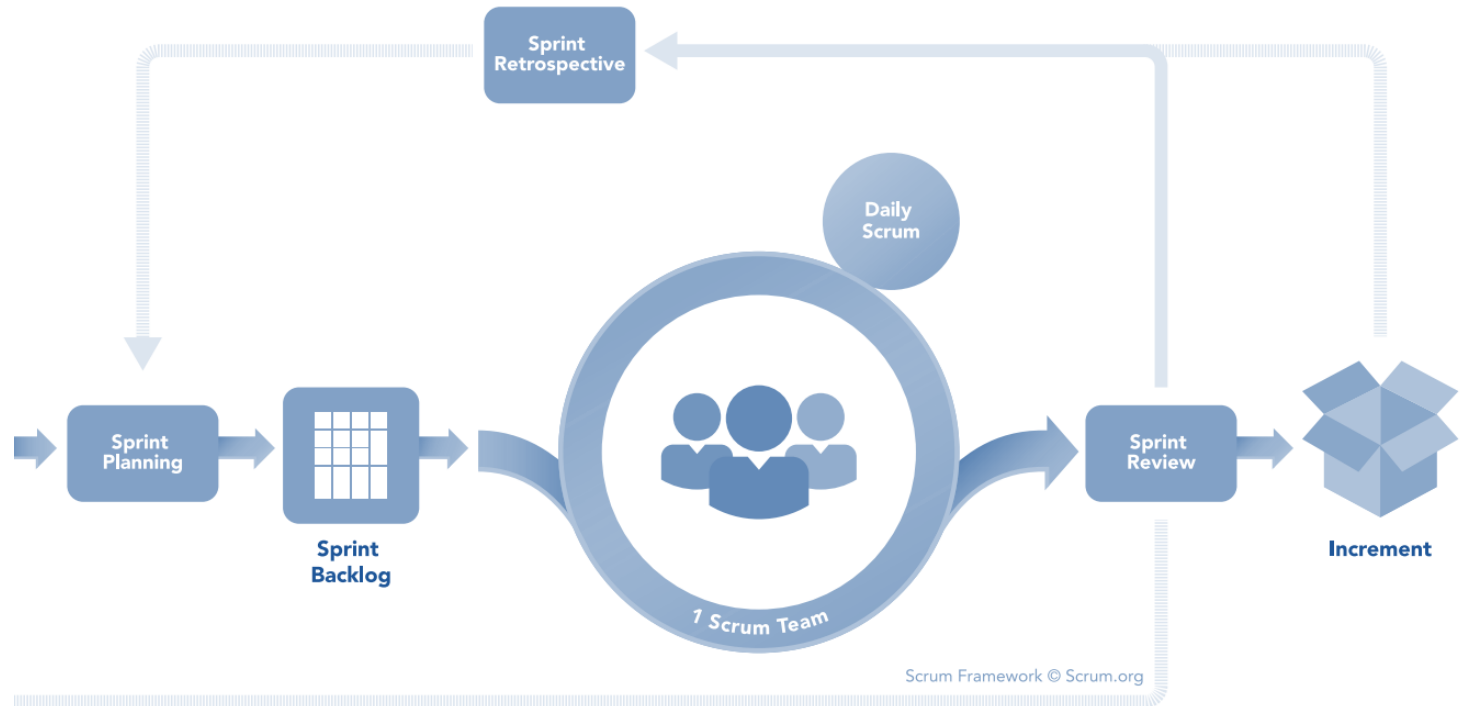 Sprint
Retrospective
Daily
Scrum
Sprint
Planning
Sprint
Backlog
1 Scrum Team
Sprint
Review
Increment
Scrum Framework © Scrum.org